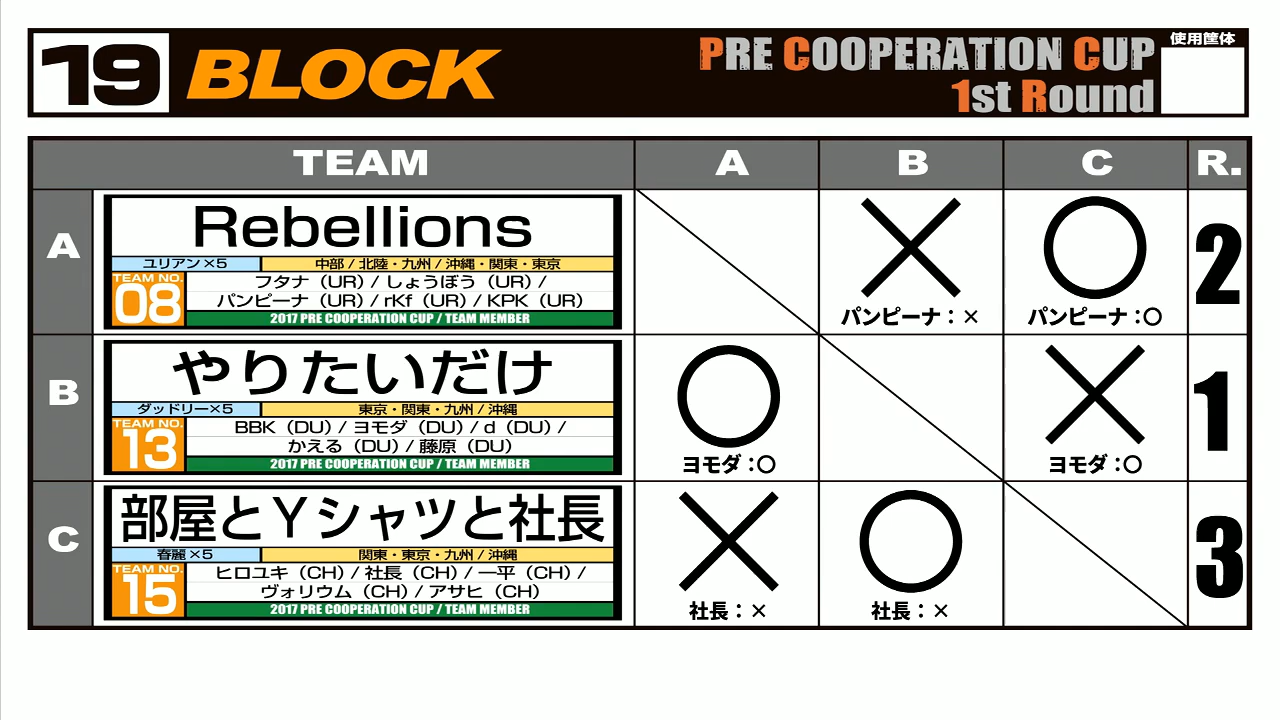 19 BLOCK
PRE COOPERATION CUP
1st Round
使用筐体
TEAM A B C R.
A
Rebellions
ユリアン×5 中部 / 北陸・九州 / 沖縄・関東・東京
TEAM NO.
08
フタナ（UR）/ しょうぼう（UR）/
パンピーナ（UR）/ rKf（UR）/ KPK（UR）
2017 PRE COOPERATION CUP / TEAM MEMBER
× ○
パンピーナ：× パンピーナ：○
2
B
やりたいだけ
ダッドリー×5 東京・関東・九州 / 沖縄
TEAM NO.
13
BBK（DU）/ ヨモダ（DU）/ d（DU）/
かえる（DU）/ 藤原（DU）
2017 PRE COOPERATION CUP / TEAM MEMBER
○ ×
ヨモダ：○ ヨモダ：○
1
C
部屋とYシャツと社長
春麗×5 関東・東京・九州 / 沖縄
TEAM NO.
15
ヒロユキ（CH）/ 社長（CH）/ 一平（CH）/
ヴォリウム（CH）/ アサヒ（CH）
2017 PRE COOPERATION CUP / TEAM MEMBER
× ○
社長：× 社長：×
3